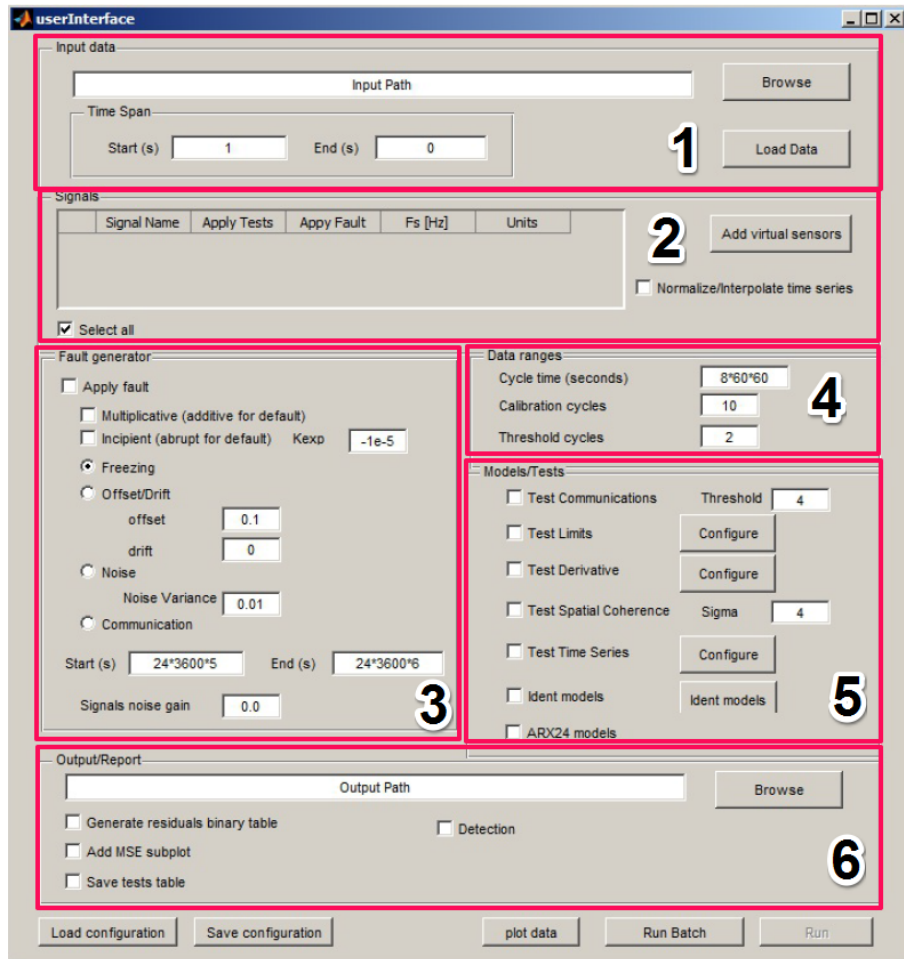 userInterface
Input data
Input Path
Browse
Time Span
Start (s) 1 End (s) 0
1
Load Data
Signals
Signal Name Apply Tests Appy Fault Fs [Hz] Units
2
Add virtual sensors
Normalize/Interpolate time series
Select all
Fault generator
Apply fault
Multiplicative (additive for default)
Incipient (abrupt for default) Kexp -1e-5
Freezing
Offset/Drift
offset 0.1
drift 0
Noise
Noise Variance 0.01
Communication
Start (s) 24*3600*5 End (s) 24*3600*6
Signals noise gain 0.0
3
Data ranges
Cycle time (seconds) 8*60*60
Calibration cycles 10
Threshold cycles 2
4
Models/Tests
Test Communications Threshold 4
Test Limits Configure
Test Derivative Configure
Test Spatial Coherence Sigma 4
Test Time Series Configure
Ident models Ident models
ARX24 models
5
Output/Report
Output Path
Browse
Generate residuals binary table
Detection
Add MSE subplot
Save tests table
6
Load configuration Save configuration plot data Run Batch Run